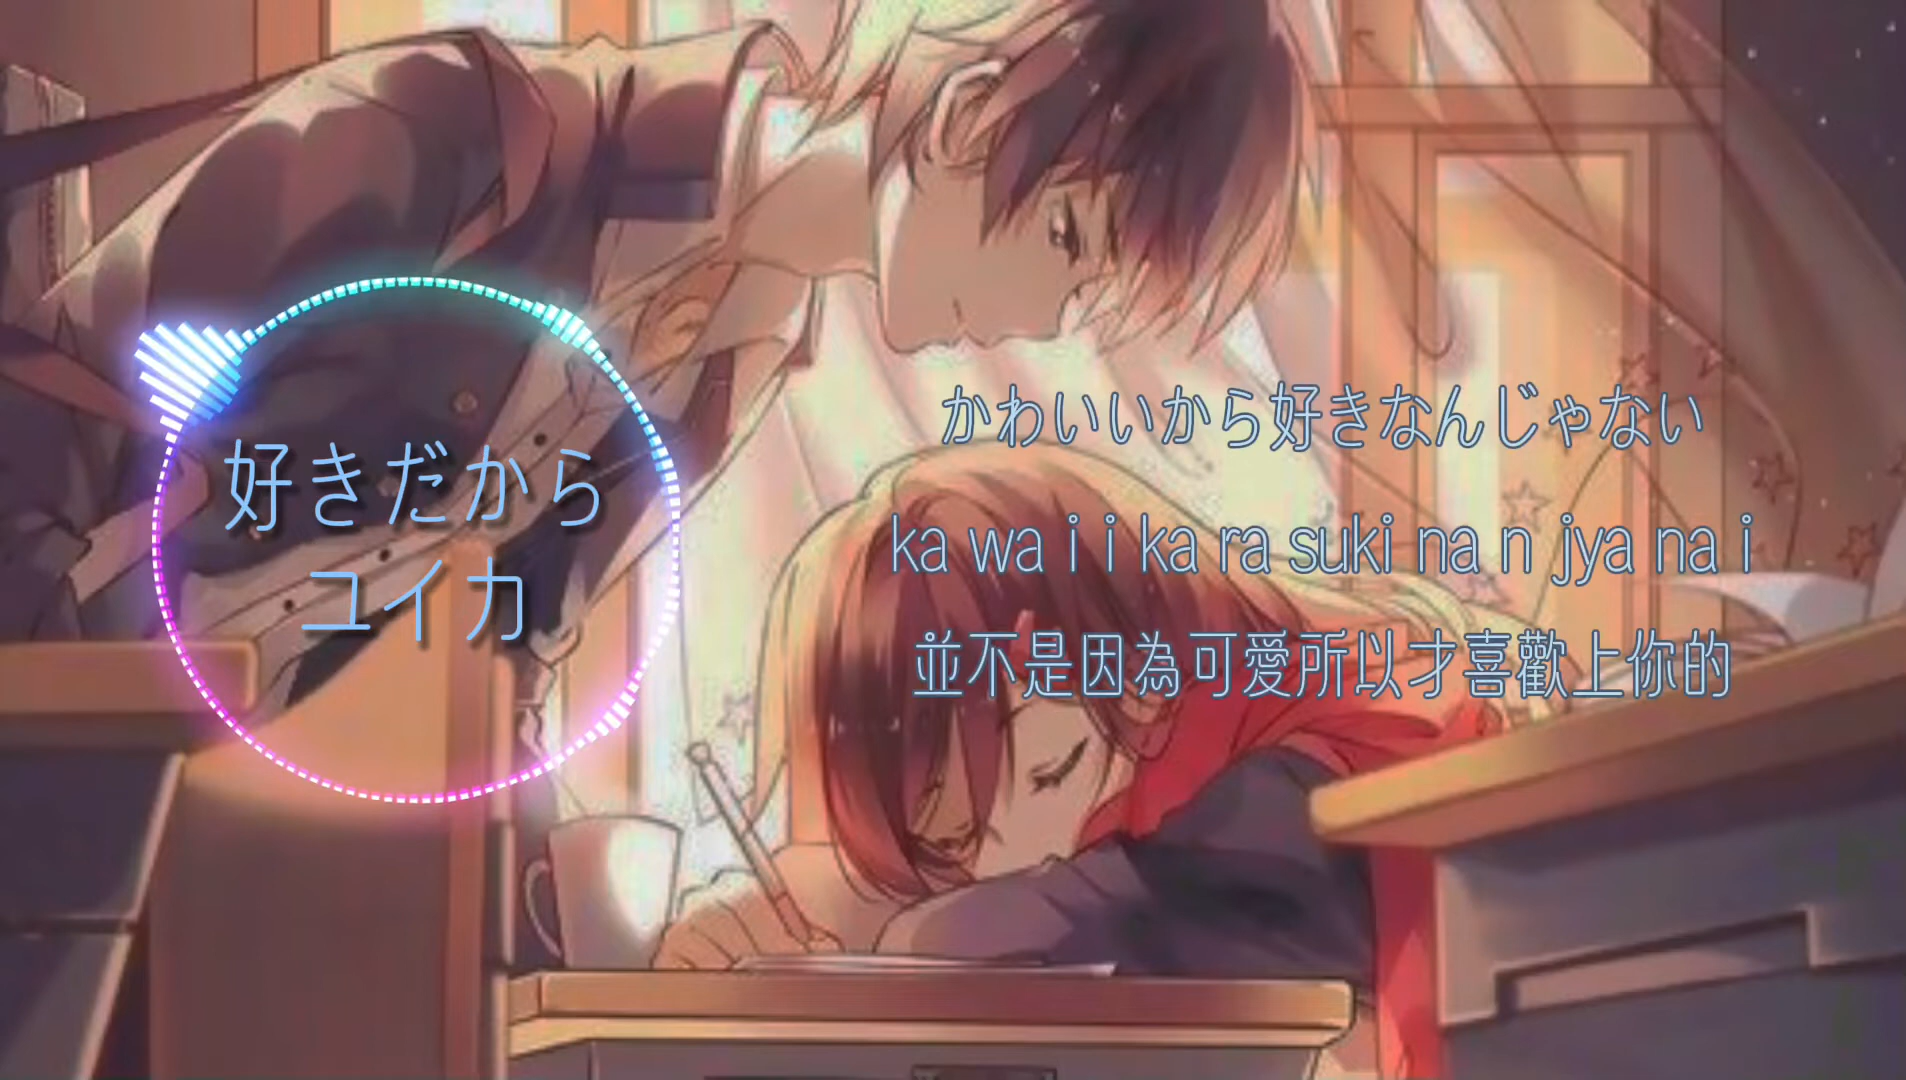 好きだから
ユイカ
かわいいから好きなんじゃない
ka wa i i ka ra suki na n jya na i
並不是因為可愛所以才喜歡上你的